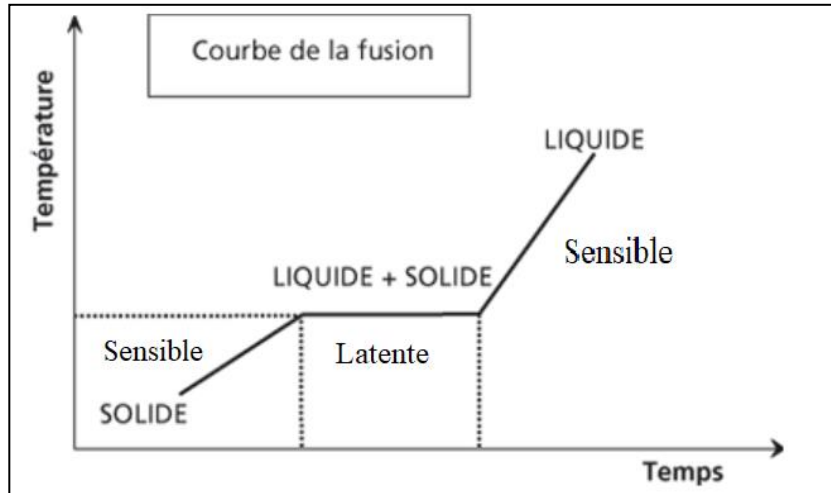 Courbe de la fusion
Température
LIQUIDE
Sensible
LIQUIDE + SOLIDE
Sensible
Latente
SOLIDE
Temps